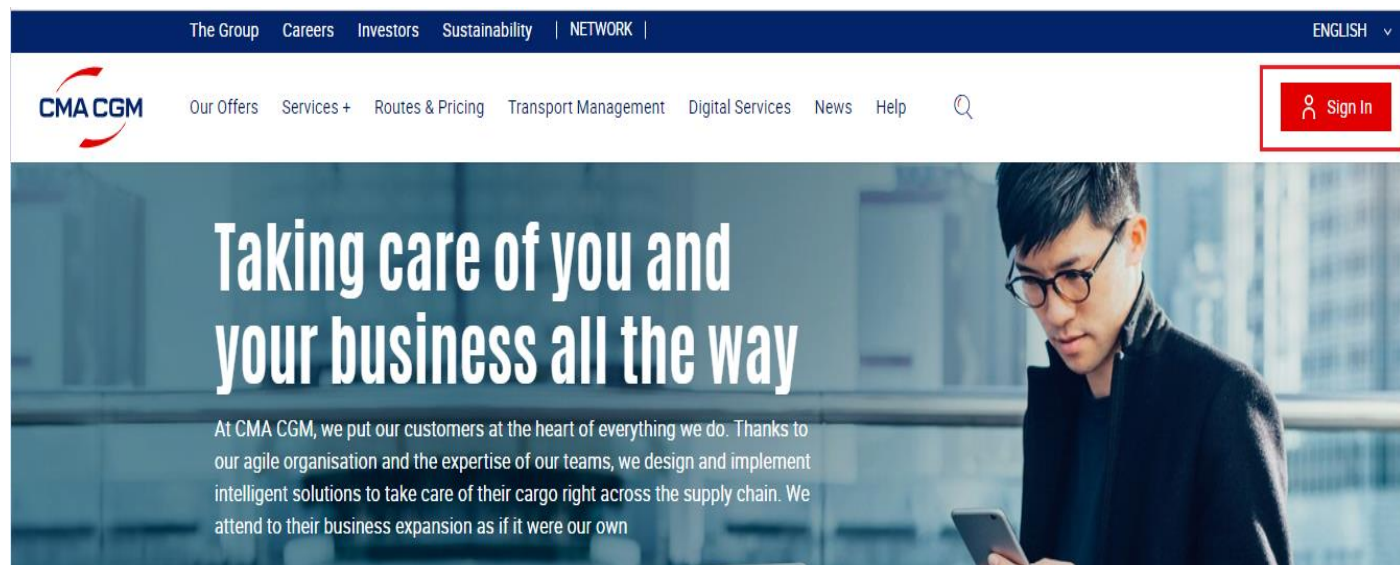 The Group Careers Investors Sustainability | NETWORK | ENGLISH
CMA CGM Our Offers Services + Routes & Pricing Transport Management Digital Services News Help Sign In
Taking care of you and
your business all the way
At CMA CGM, we put our customers at the heart of everything we do. Thanks to
our agile organisation and the expertise of our teams, we design and implement
intelligent solutions to take care of their cargo right across the supply chain. We
attend to their business expansion as if it were our own